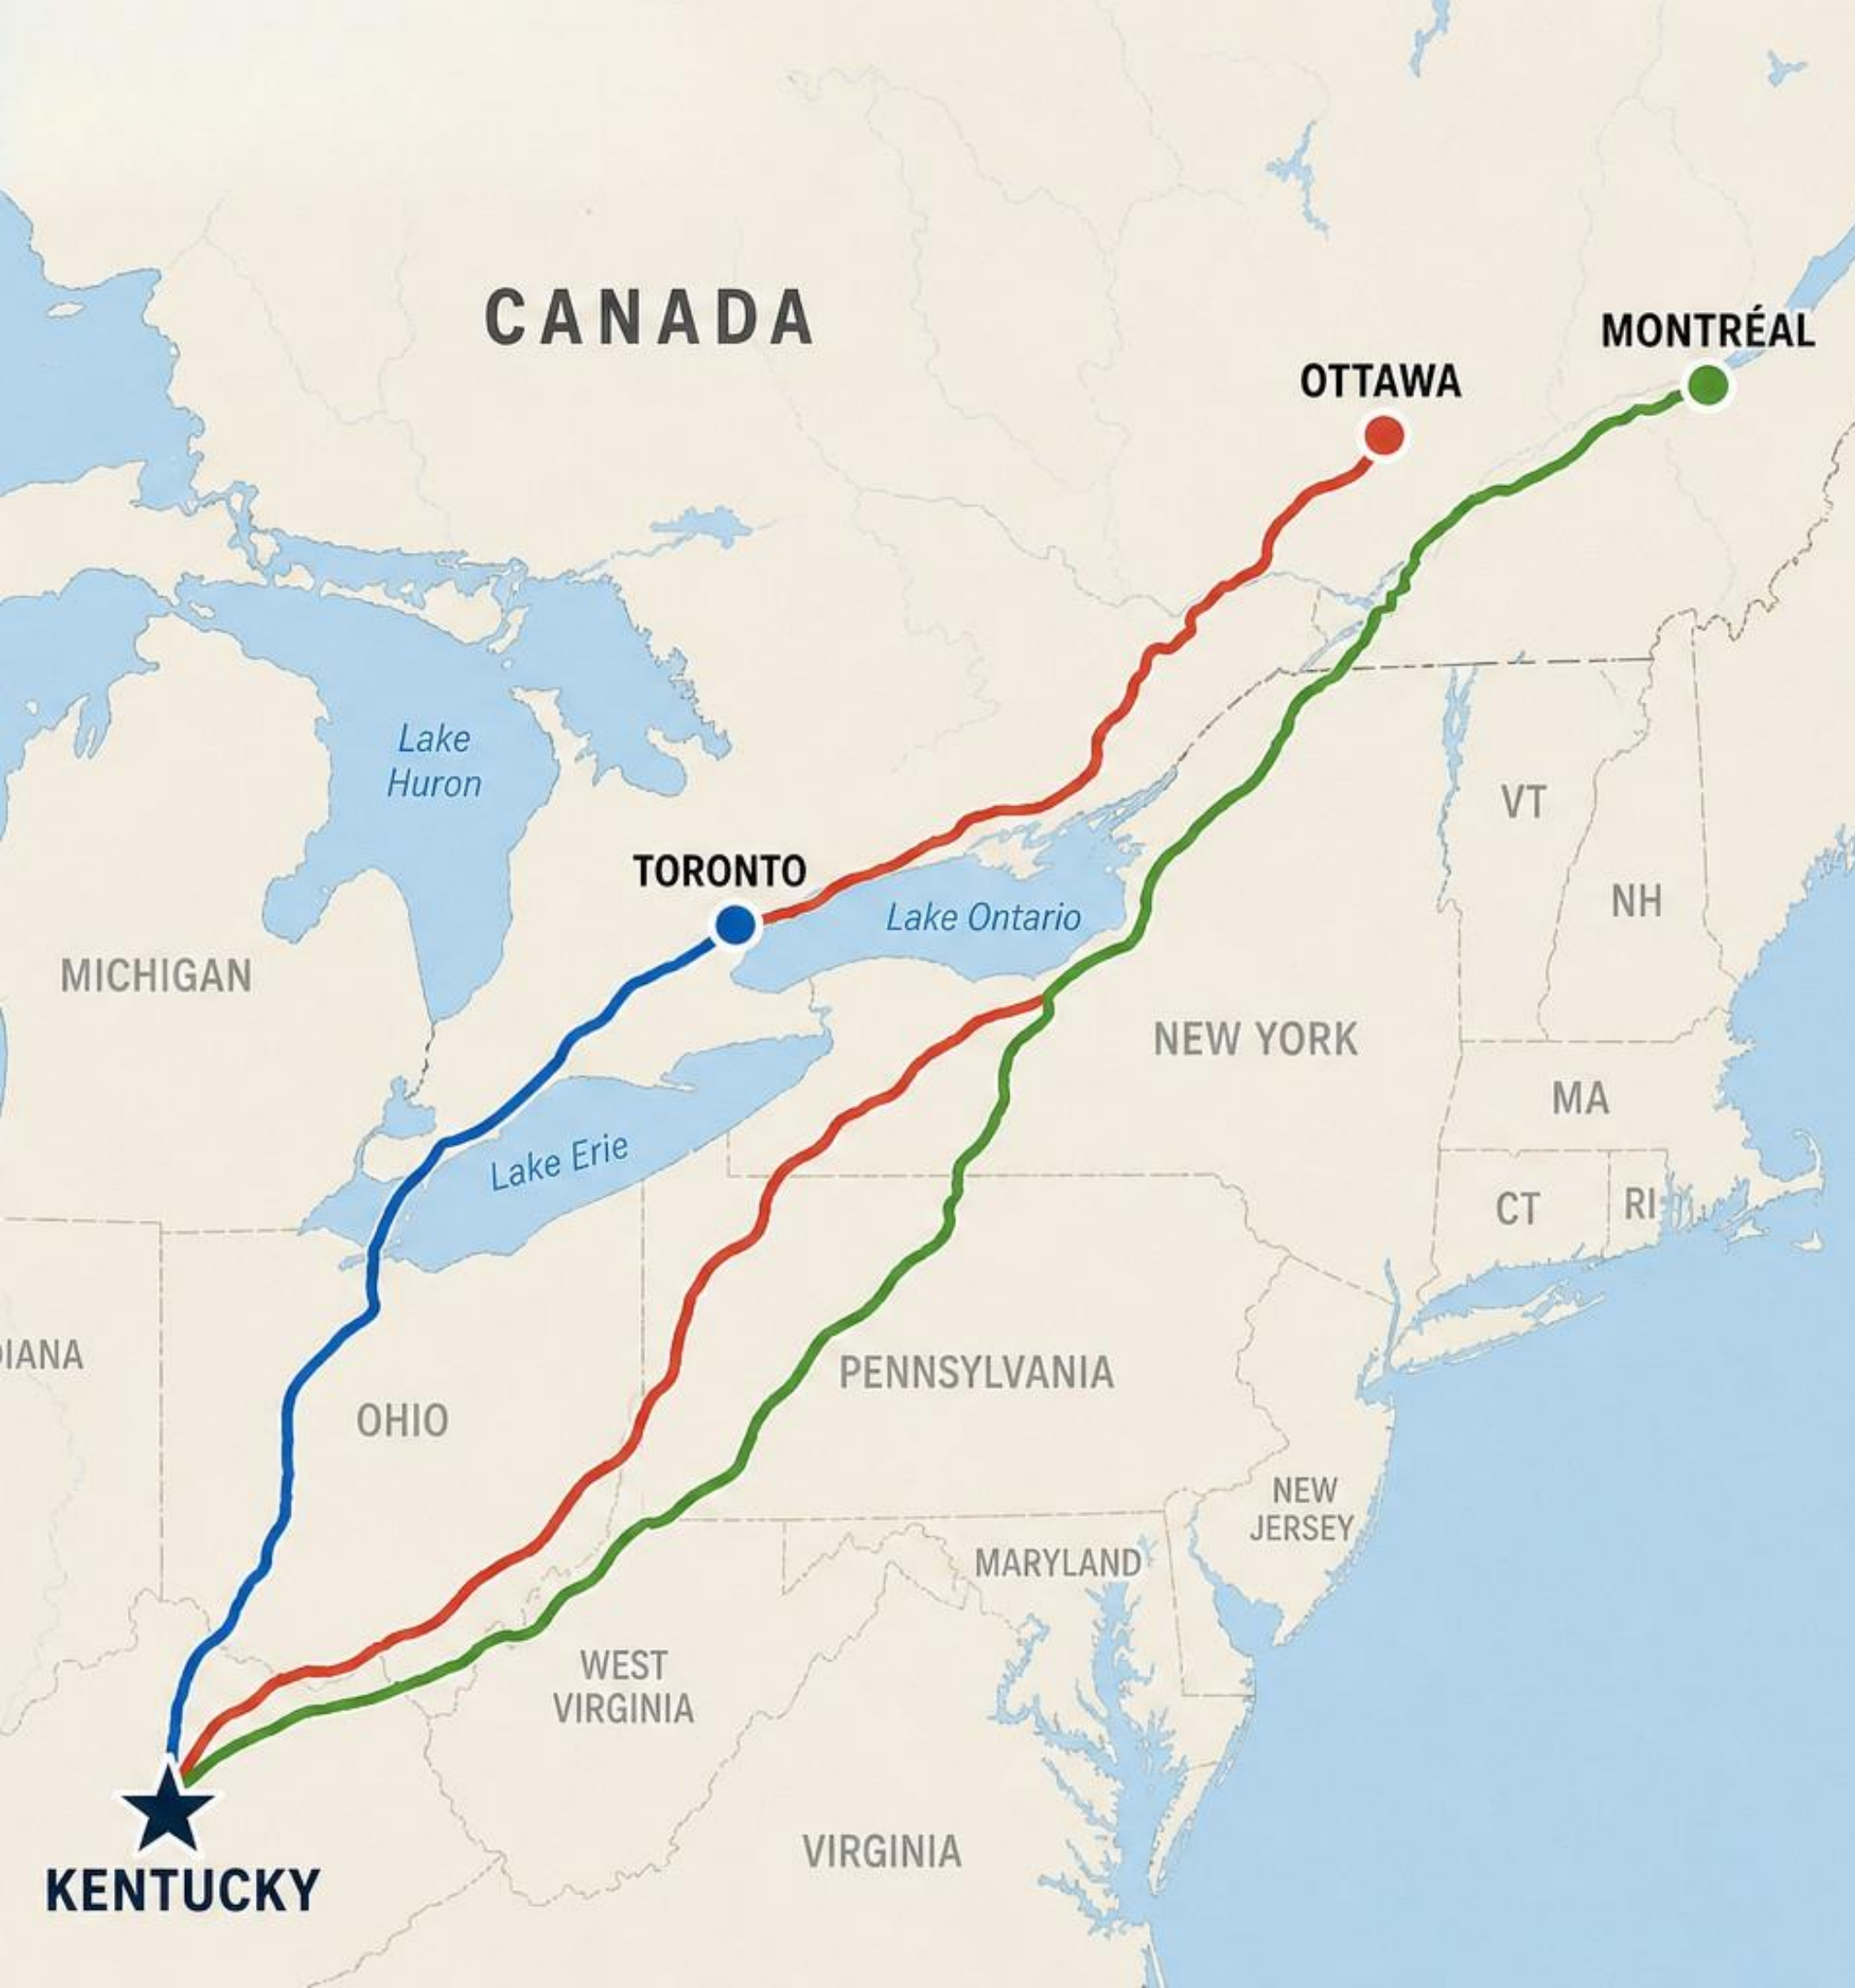 CANADA
MONTRÉAL
OTTAWA
Lake
Huron
TORONTO
Lake Ontario
VT
NH
MICHIGAN
NEW YORK
MA
Lake Erie
CT
RI
IANA
OHIO
PENNSYLVANIA
NEW
JERSEY
MARYLAND
WEST
VIRGINIA
VIRGINIA
KENTUCKY